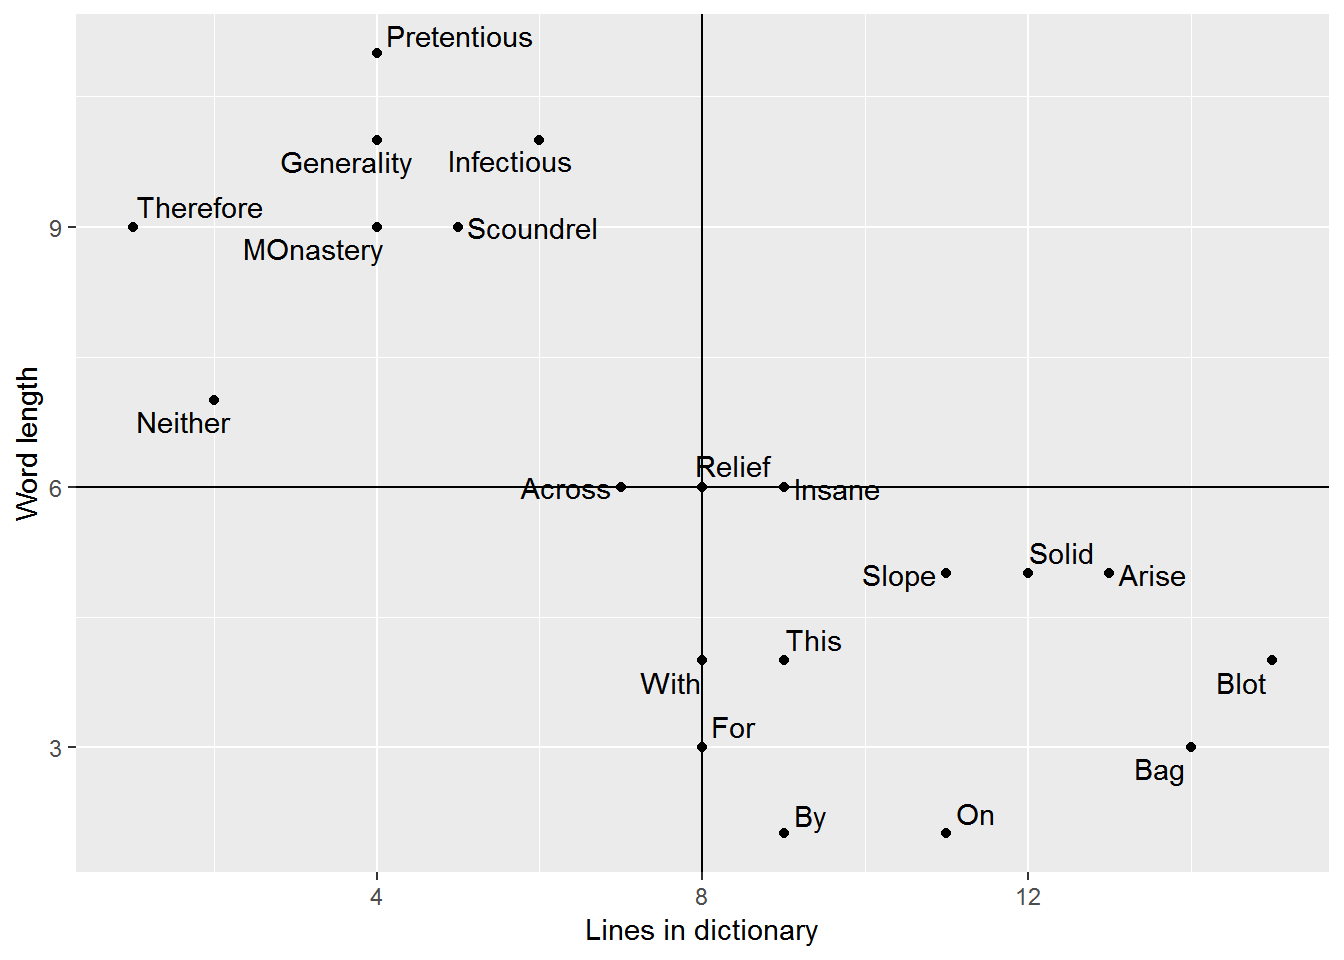 Pretentious
Generality
Infectious
Therefore
9
MOnastery
Scoundrel
Word length
Neither
Relief
6
Across
Insane
Solid
Slope
Arise
This
With
Blot
For
3
Bag
By
On
4
8
12
Lines in dictionary